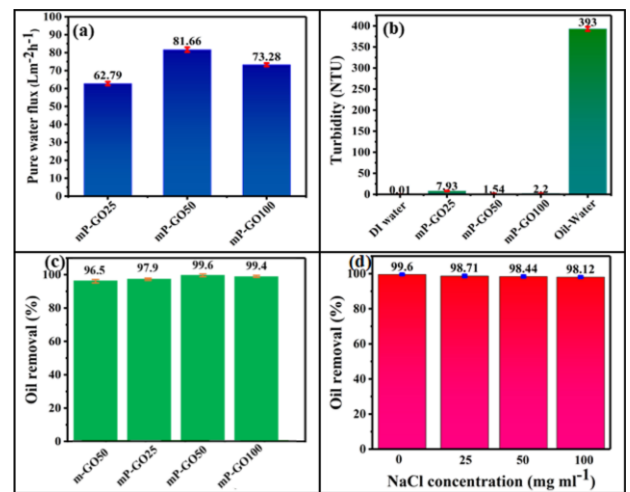 (a)
Pure water flux (Lm-2h-1)
100
90
80
70
60
50
40
30
20
10
0
62.79
81.66
73.28
mP-GO25
mP-GO50
mP-GO100
(b)
Turbidity (NTU)
400
350
300
250
200
150
100
50
0
0.01
7.93
1.54
2.2
393
DI water
mP-GO25
mP-GO50
mP-GO100
Oil-Water
(c)
Oil removal (%)
100
80
60
40
20
0
96.5
97.9
99.6
99.4
m-GO50
mP-GO25
mP-GO50
mP-GO100
(d)
Oil removal (%)
100
80
60
40
20
0
99.6
98.71
98.44
98.12
0
25
50
100
NaCl concentration (mg ml-1)